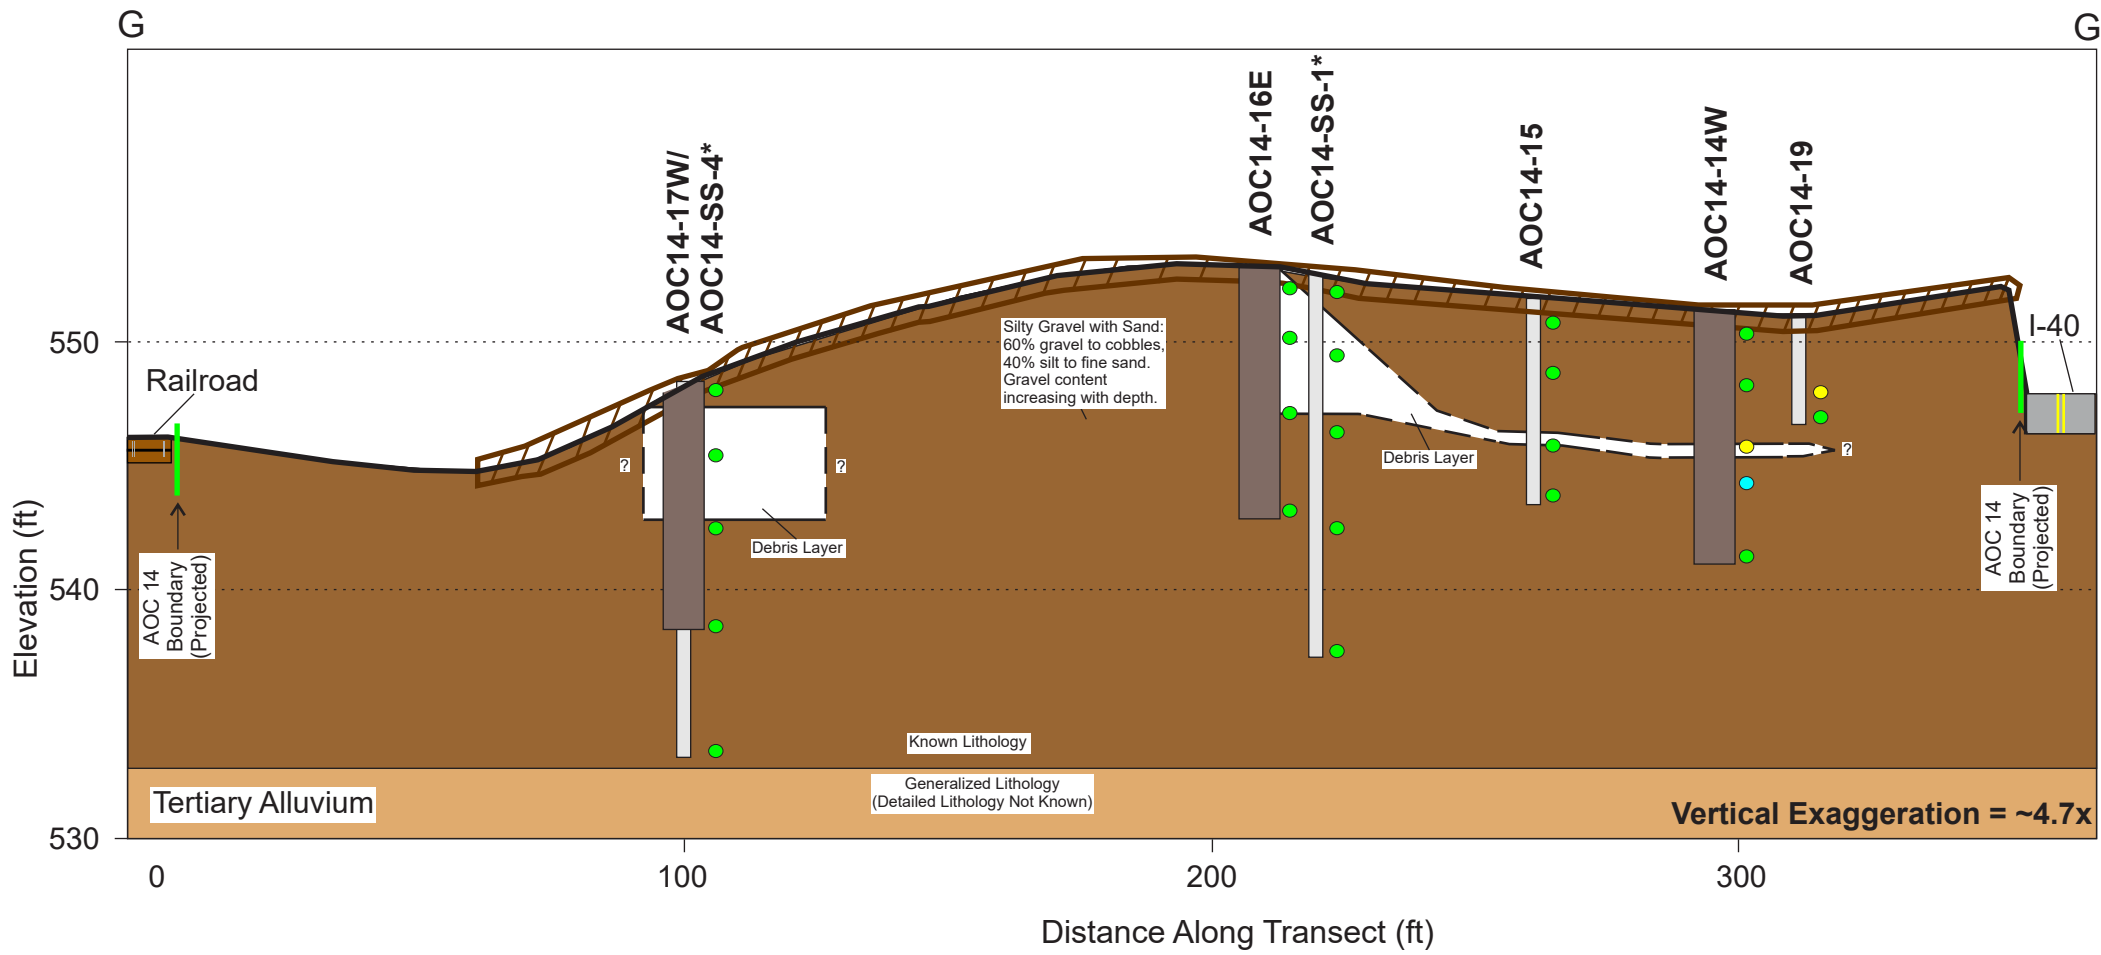 G
G
AOC14-17W/
AOC14-SS-4*
AOC14-16E
AOC14-SS-1*
AOC14-15
AOC14-14W
AOC14-19
I-40
550
540
530
Elevation (ft)
Railroad
Silty Gravel with Sand:
60% gravel to cobbles,
40% silt to fine sand.
Gravel content
increasing with depth.
?
?
Debris Layer
Debris Layer
?
AOC 14
Boundary
(Projected)
AOC 14
Boundary
(Projected)
Known Lithology
Generalized Lithology
(Detailed Lithology Not Known)
Tertiary Alluvium
Vertical Exaggeration = ~4.7x
0
100
200
300
Distance Along Transect (ft)